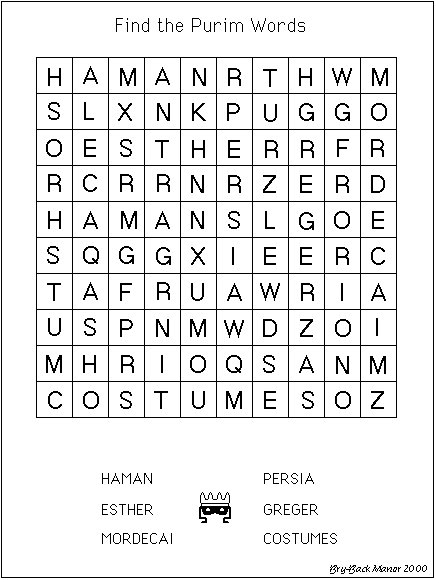 Find the Purim Words
H A M A N R T H W M
S L X N K P U G G O
O E S T H E R R F R
R C R R N R Z E R D
H A M A N S L G O E
S Q G G X I E E R C
T A F R U A W R I A
U S P N M W D Z O I
M H R I O Q S A N M
C O S T U M E S O Z
HAMAN PERSIA
ESTHER GREGER
MORDECAI COSTUMES
Bry-Back Manor 2000